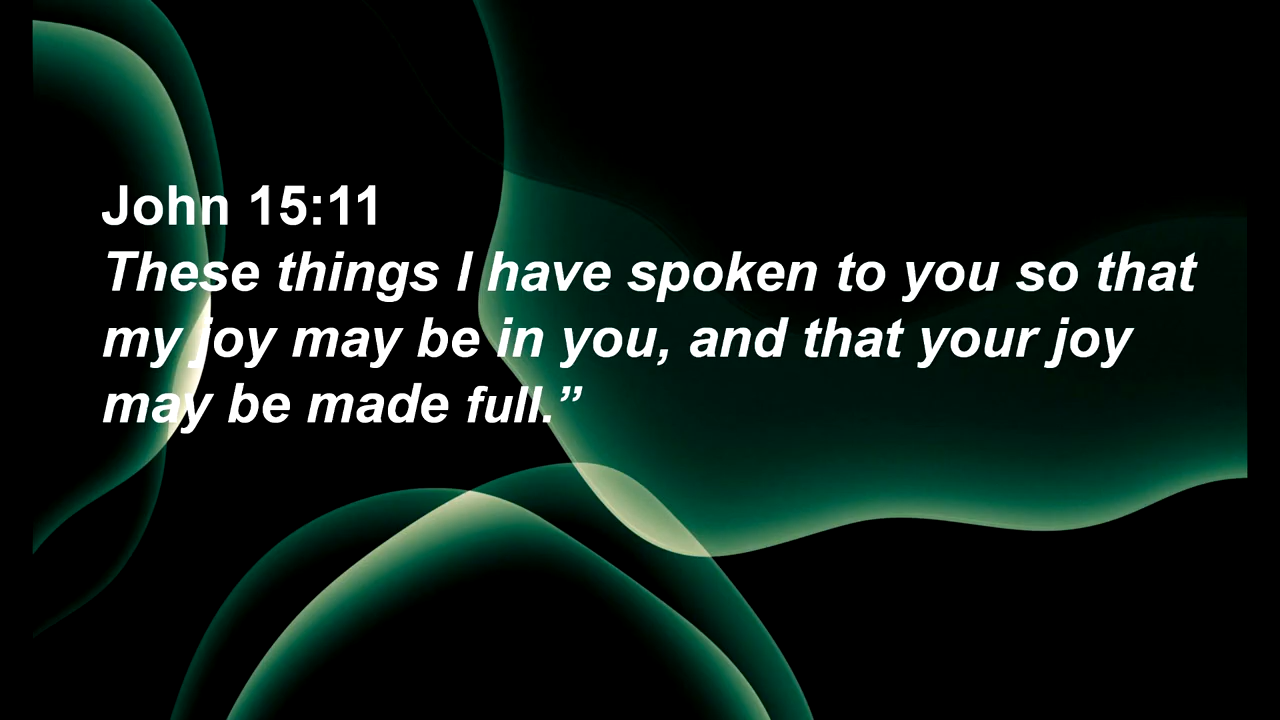 John 15:11
These things I have spoken to you so that
my joy may be in you, and that your joy
may be made full.”